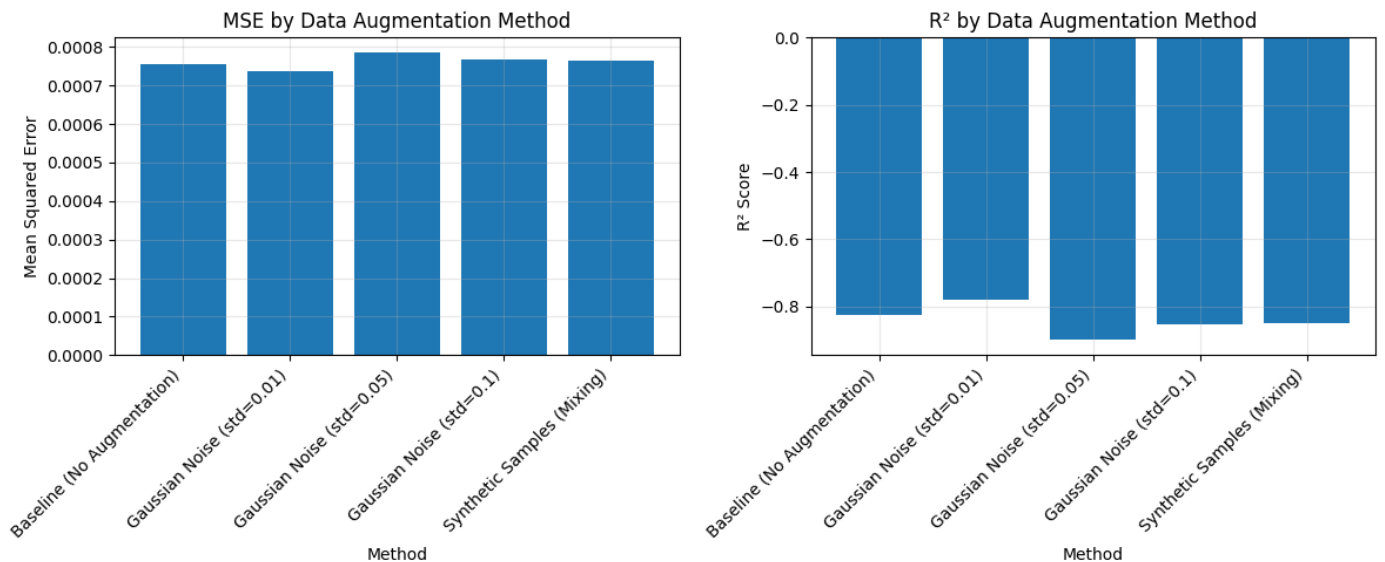 MSE by Data Augmentation Method
Mean Squared Error
0.0008
0.0007
0.0006
0.0005
0.0004
0.0003
0.0002
0.0001
0.0000
Baseline (No Augmentation)
Gaussian Noise (std=0.01)
Gaussian Noise (std=0.05)
Gaussian Noise (std=0.1)
Synthetic Samples (Mixing)
Method
R² by Data Augmentation Method
R² Score
0.0
−0.2
−0.4
−0.6
−0.8
Baseline (No Augmentation)
Gaussian Noise (std=0.01)
Gaussian Noise (std=0.05)
Gaussian Noise (std=0.1)
Synthetic Samples (Mixing)
Method